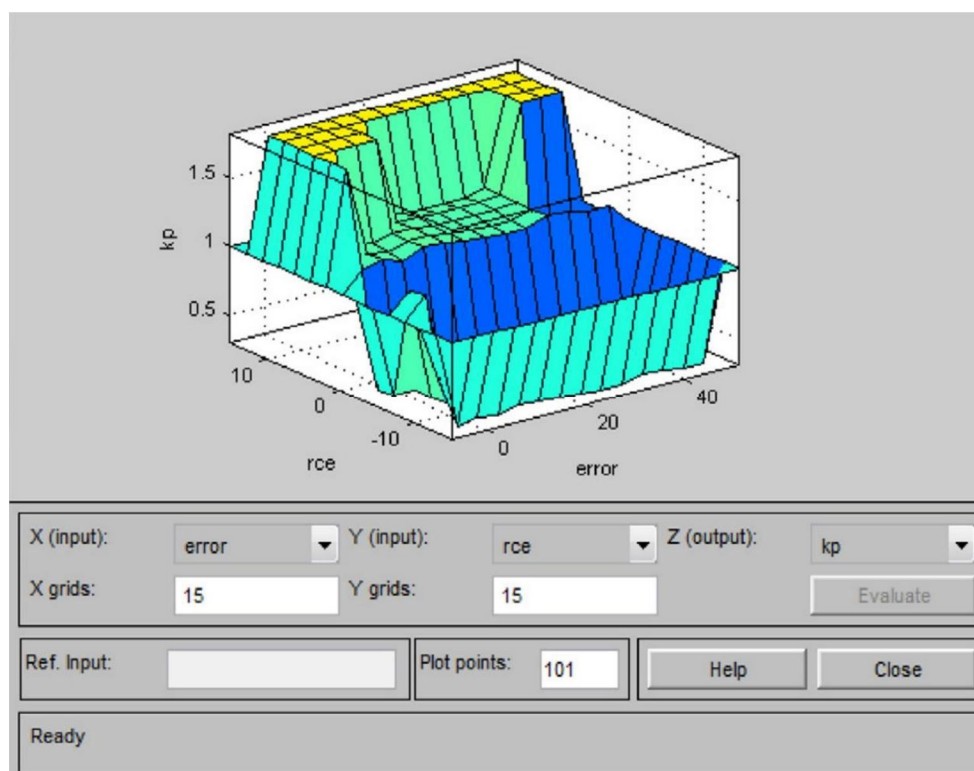 1.5
1
0.5
kp
10
0
-10
rce
0
20
40
error
X (input): error Y (input): rce Z (output): kp
X grids: 15 Y grids: 15 Evaluate
Ref. Input: Plot points: 101 Help Close
Ready